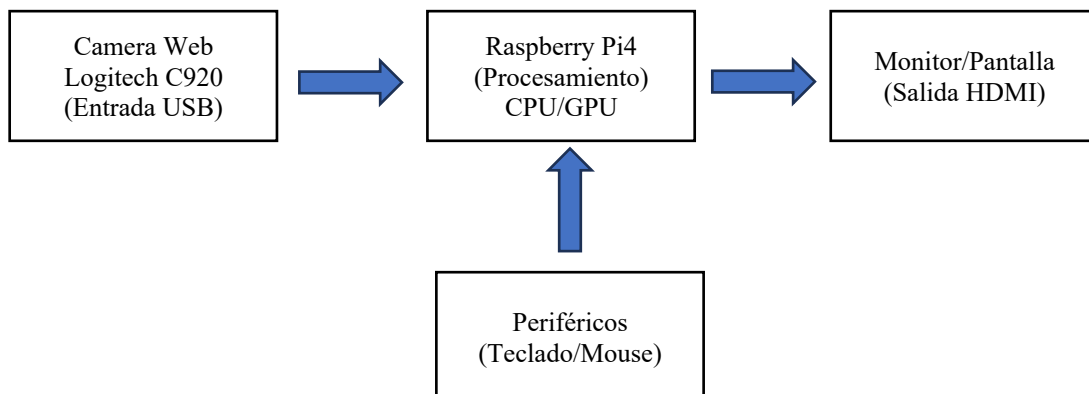 Camera Web
Logitech C920
(Entrada USB)
Raspberry Pi4
(Procesamiento)
CPU/GPU
Monitor/Pantalla
(Salida HDMI)
Periféricos
(Teclado/Mouse)